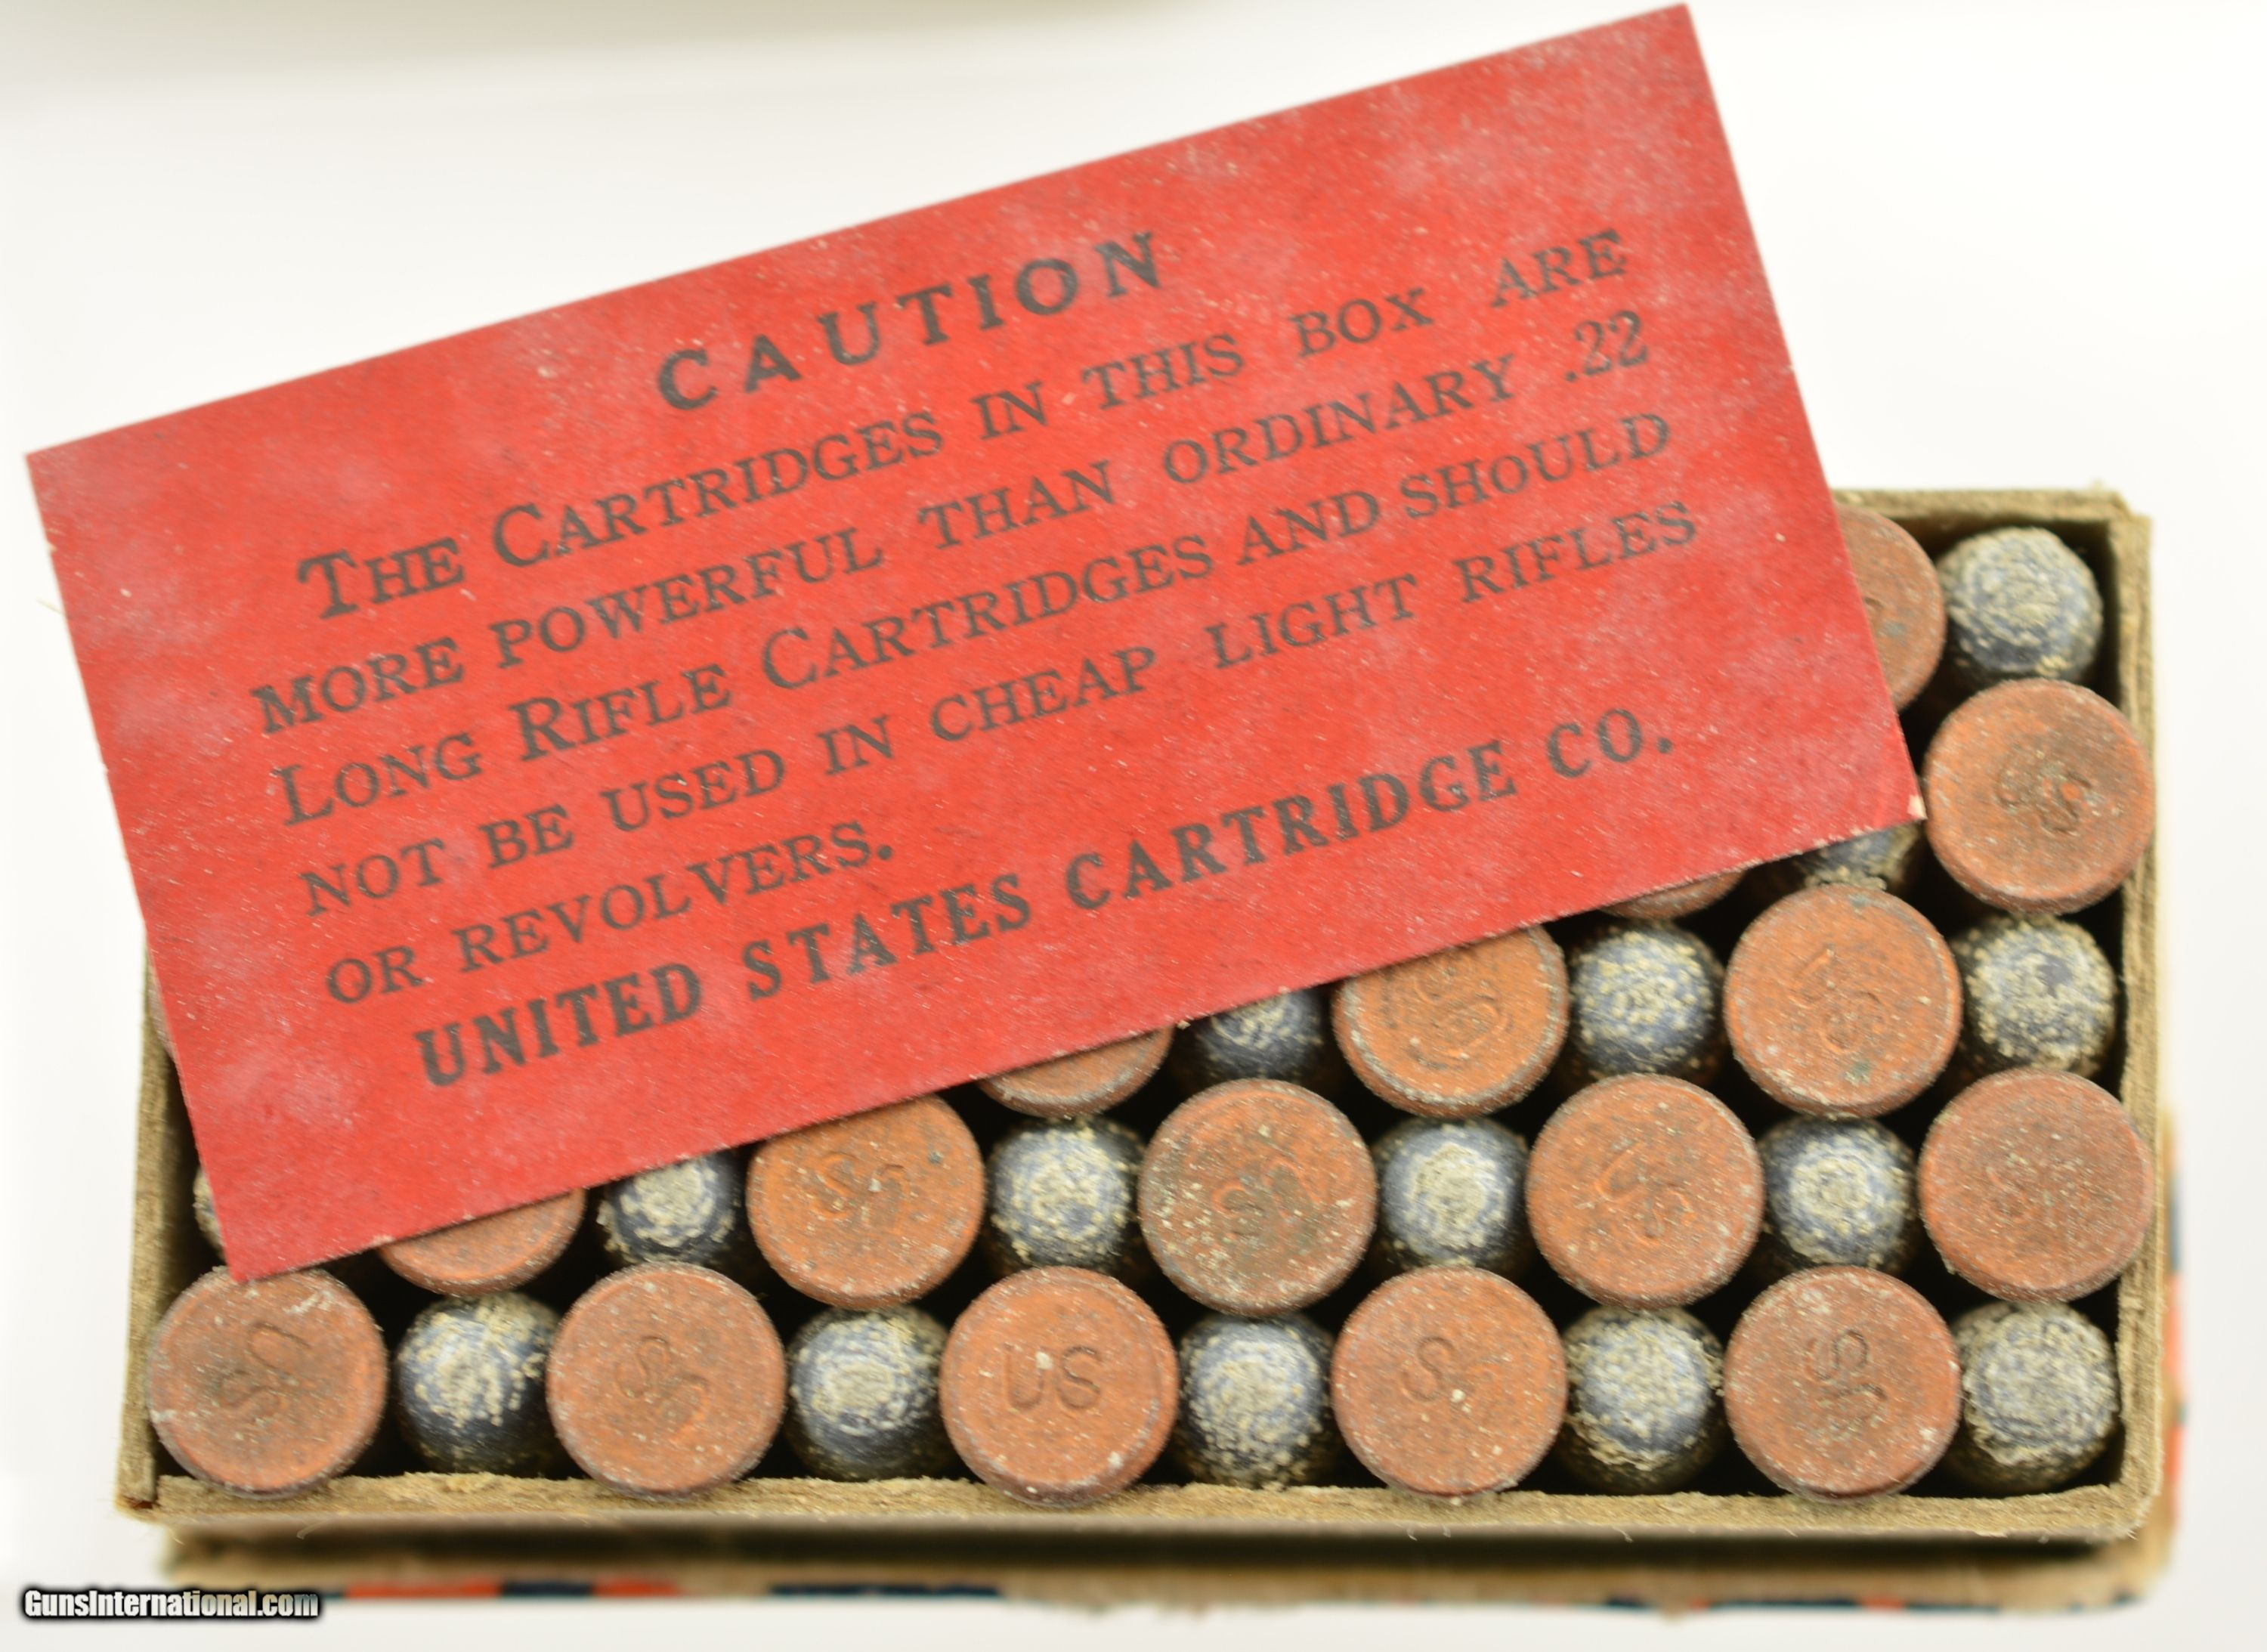 CAUTION
THE CARTRIDGES IN THIS BOX ARE
MORE POWERFUL THAN ORDINARY .22
LONG RIFLE CARTRIDGES AND SHOULD
NOT BE USED IN CHEAP LIGHT RIFLES
OR REVOLVERS.
UNITED STATES CARTRIDGE CO.
US
GunsInternational.com